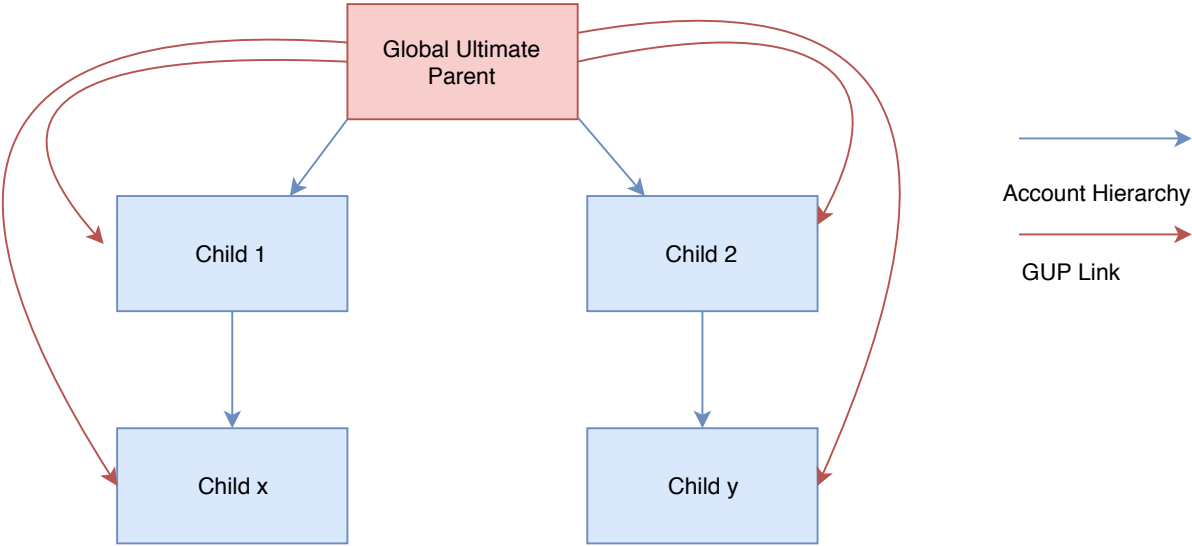 Global Ultimate
Parent
Account Hierarchy
Child 1
Child 2
GUP Link
Child x
Child y